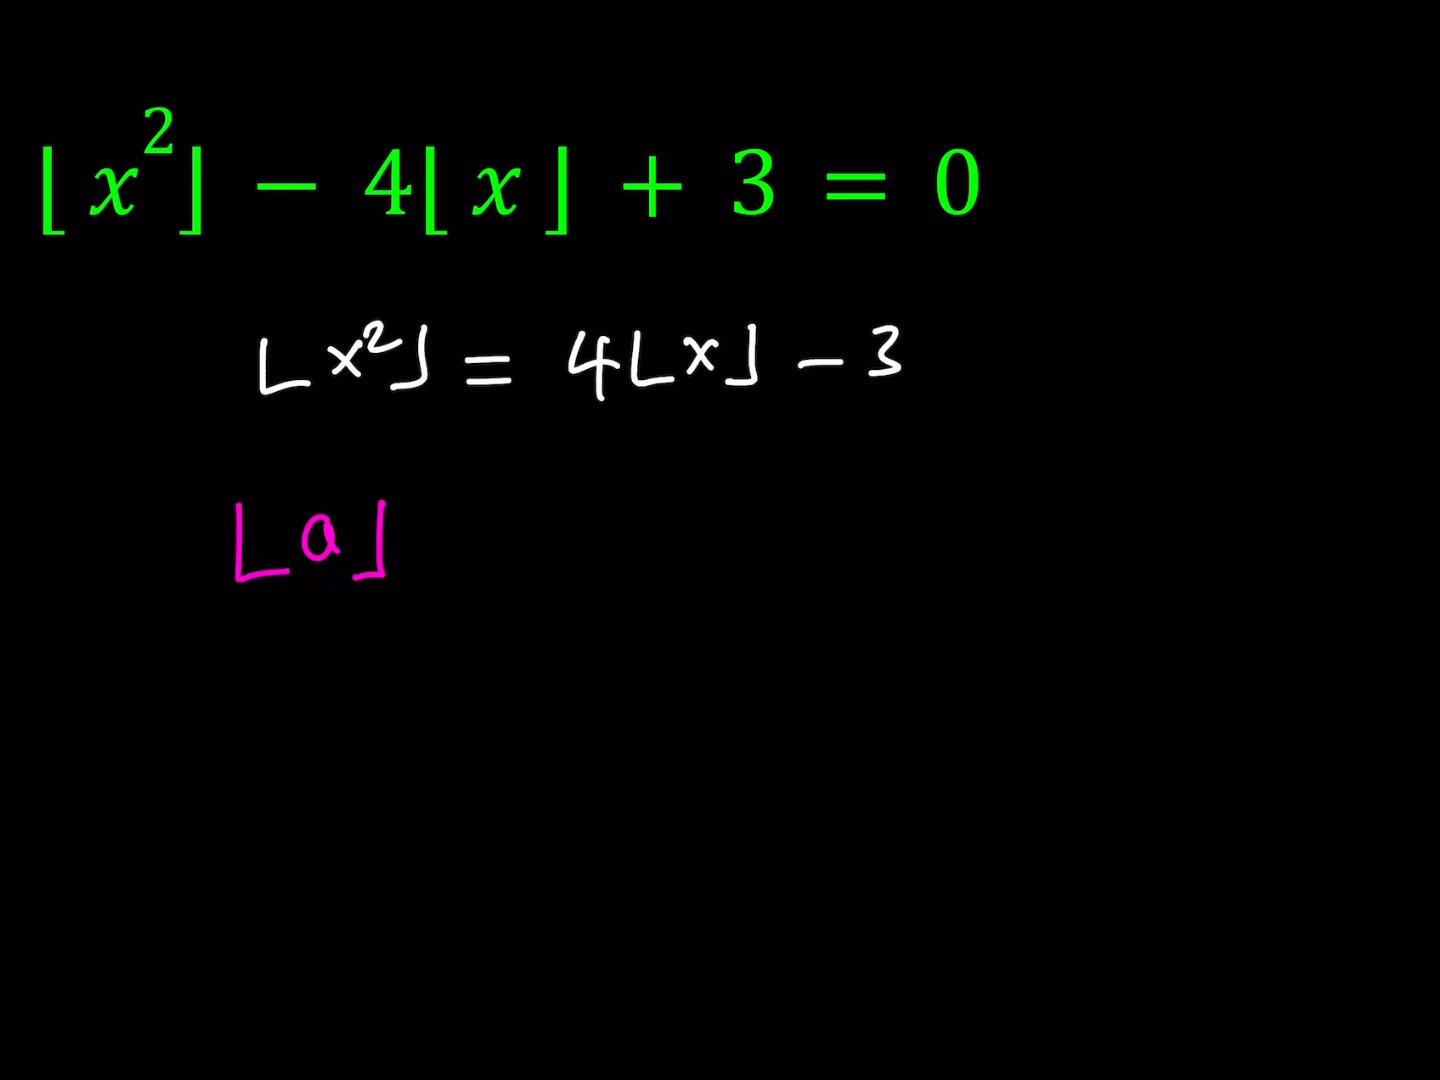 ⌊x²⌋ − 4⌊x⌋ + 3 = 0
⌊x²⌋ = 4⌊x⌋ − 3
⌊a⌋